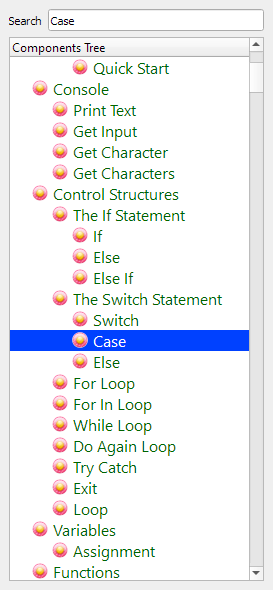 Search Case
Components Tree
Quick Start
Console
Print Text
Get Input
Get Character
Get Characters
Control Structures
The If Statement
If
Else
Else If
The Switch Statement
Switch
Case
Else
For Loop
For In Loop
While Loop
Do Again Loop
Try Catch
Exit
Loop
Variables
Assignment
Functions